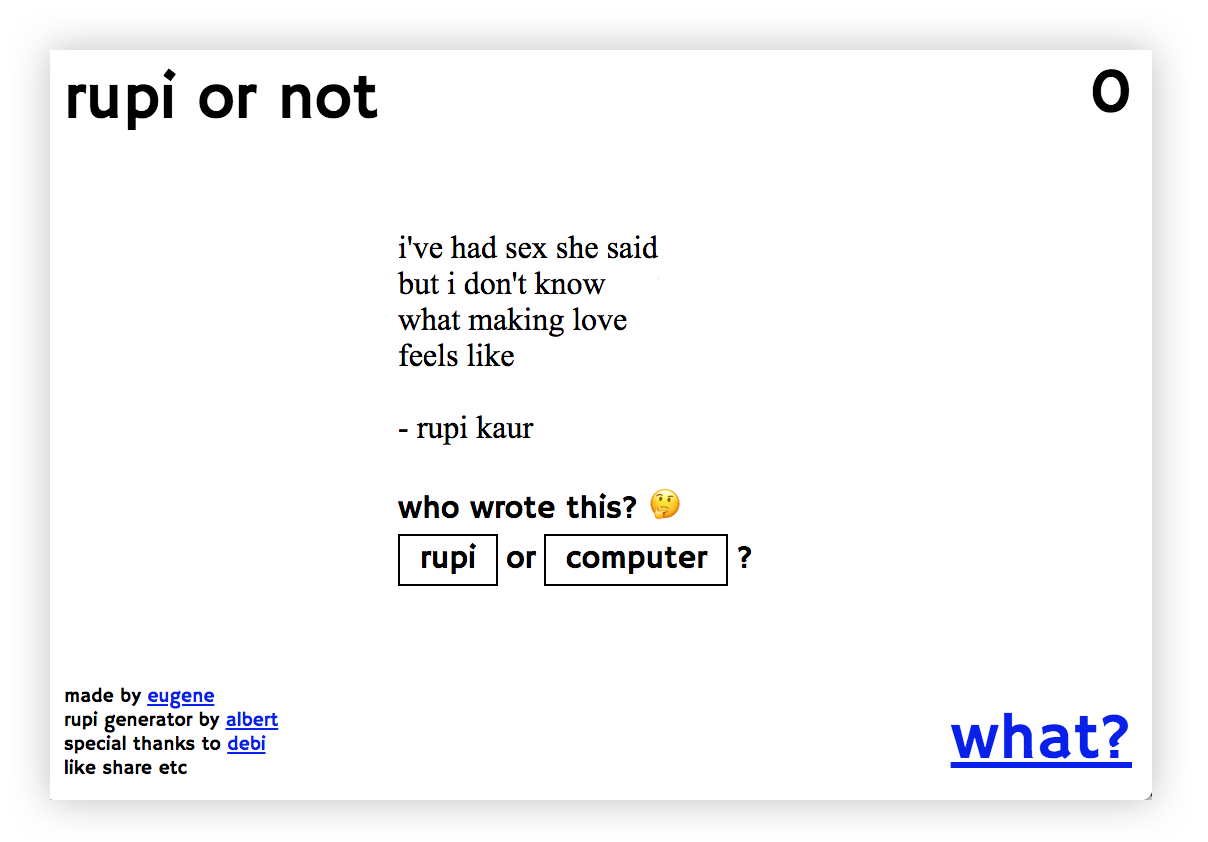 rupi or not
0
i've had sex she said
but i don't know
what making love
feels like
- rupi kaur
who wrote this? 🤔
rupi or computer ?
made by eugene
rupi generator by albert
special thanks to debi
like share etc
what?